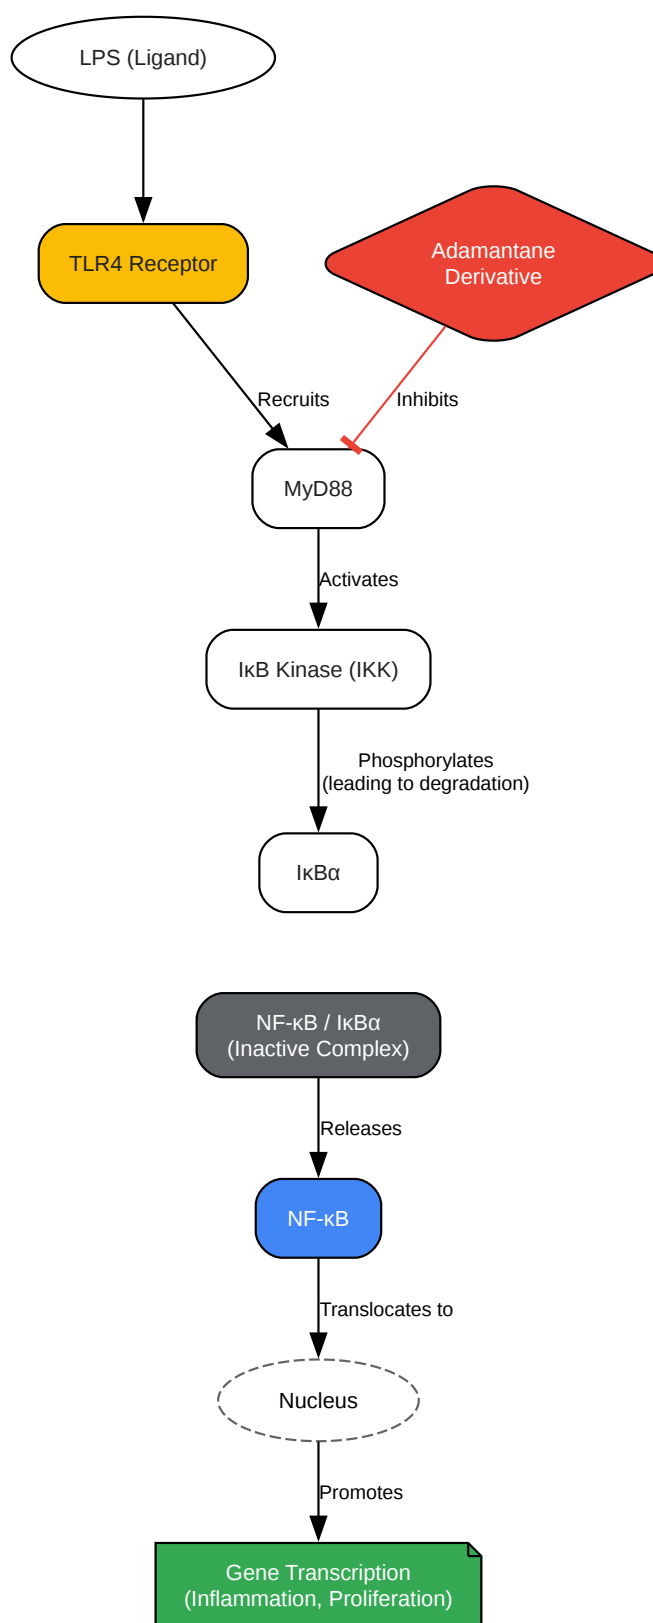 LPS (Ligand)
TLR4 Receptor
Adamantane
Derivative
Recruits
Inhibits
MyD88
Activates
IκB Kinase (IKK)
Phosphorylates
(leading to degradation)
IκBα
NF-κB / IκBα
(Inactive Complex)
Releases
NF-κB
Translocates to
Nucleus
Promotes
Gene Transcription
(Inflammation, Proliferation)